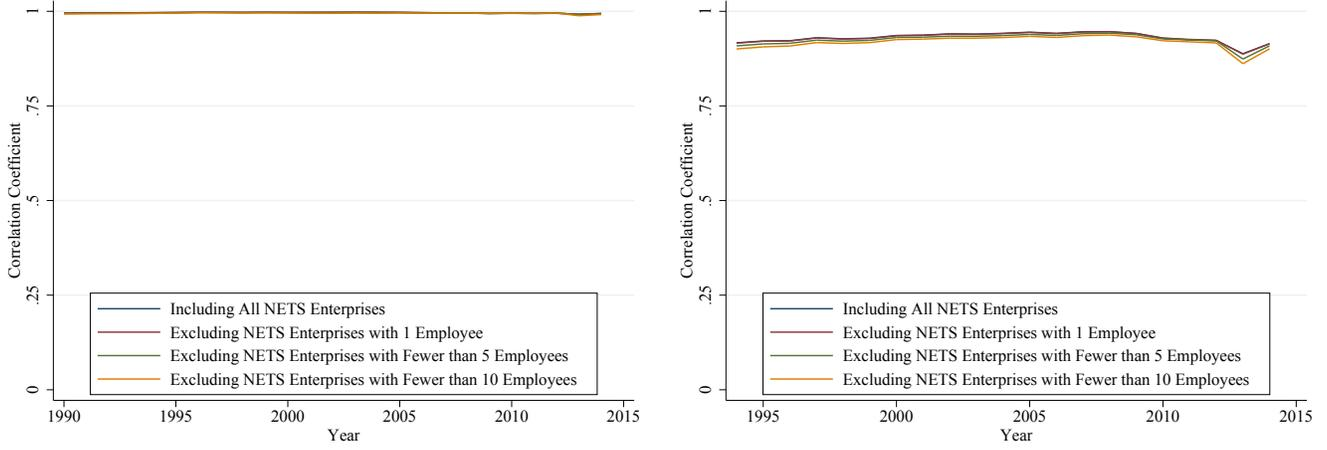 1
.75
.5
.25
0
Correlation Coefficient
Including All NETS Enterprises
Excluding NETS Enterprises with 1 Employee
Excluding NETS Enterprises with Fewer than 5 Employees
Excluding NETS Enterprises with Fewer than 10 Employees
1990 1995 2000 2005 2010 2015
Year
1
.75
.5
.25
0
Correlation Coefficient
Including All NETS Enterprises
Excluding NETS Enterprises with 1 Employee
Excluding NETS Enterprises with Fewer than 5 Employees
Excluding NETS Enterprises with Fewer than 10 Employees
1995 2000 2005 2010 2015
Year